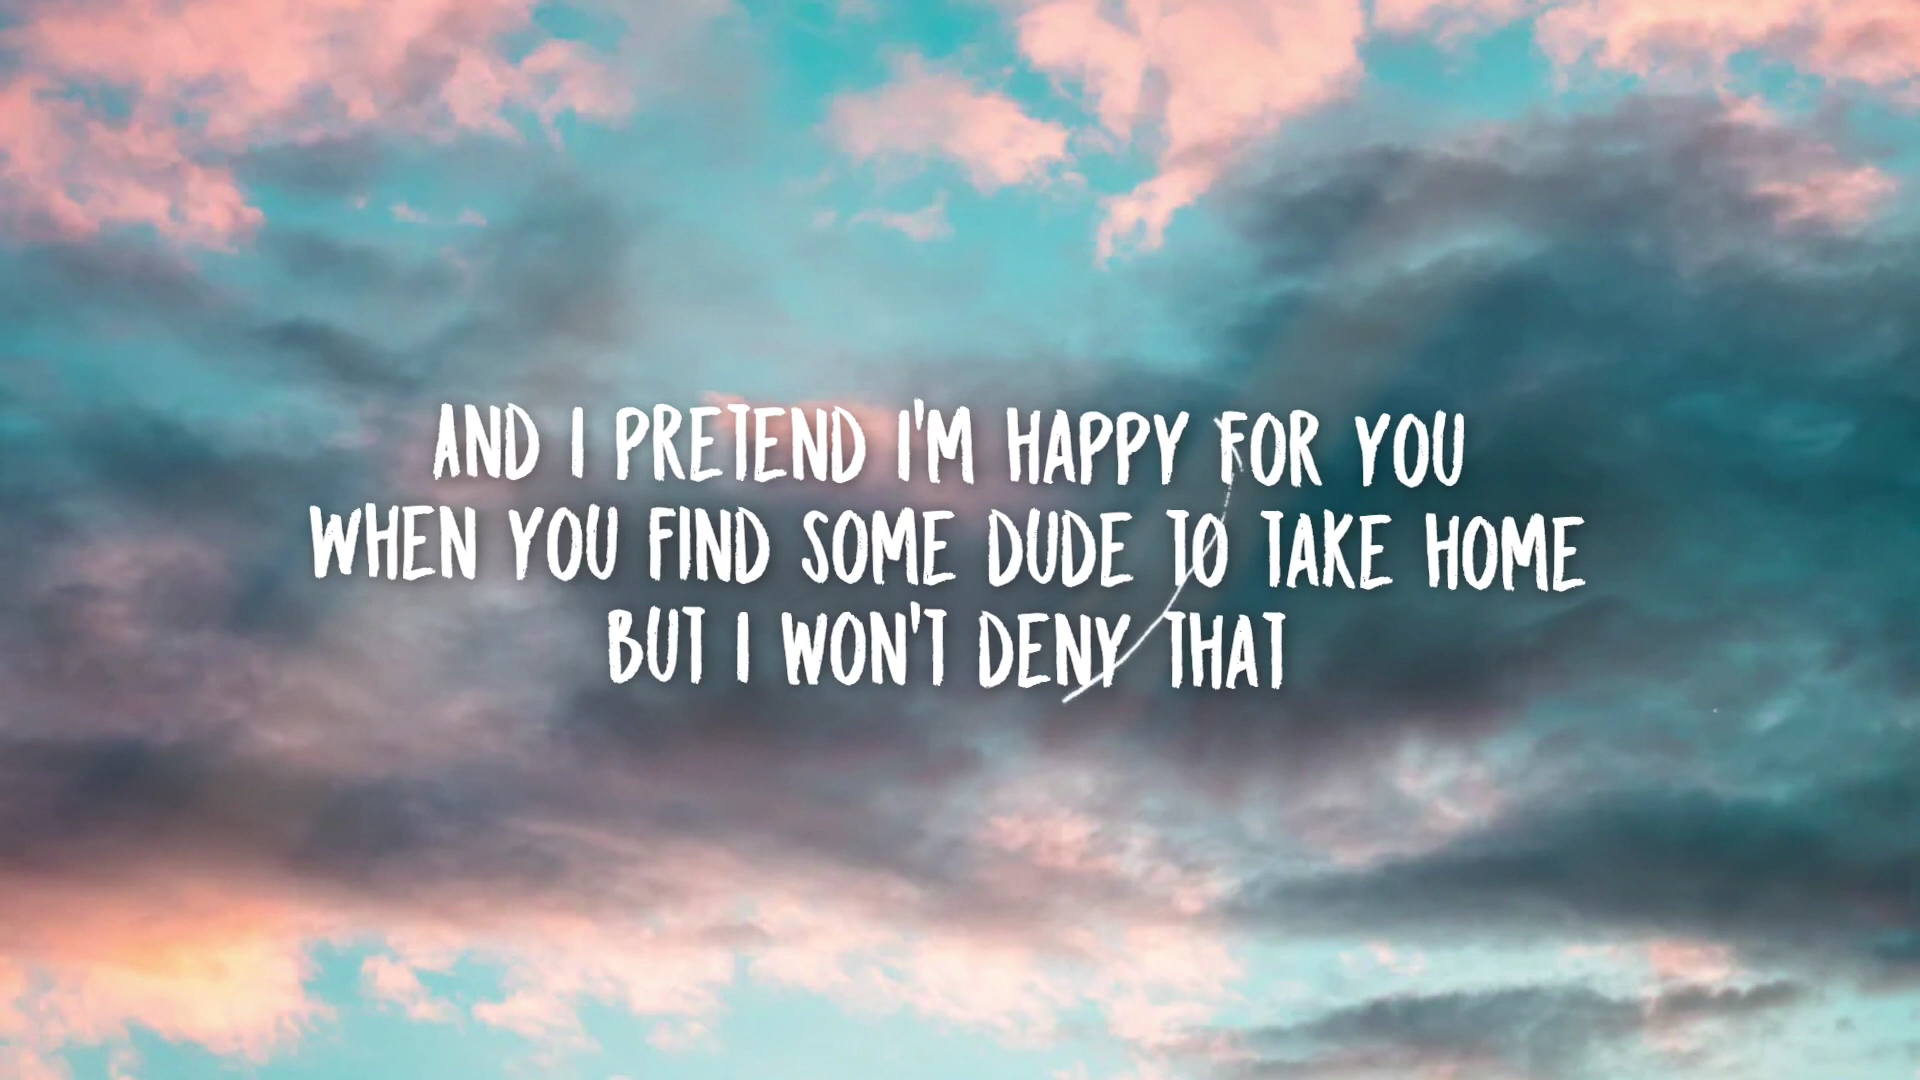 AND I PRETEND I'M HAPPY FOR YOU
WHEN YOU FIND SOME DUDE TO TAKE HOME
BUT I WON'T DENY THAT